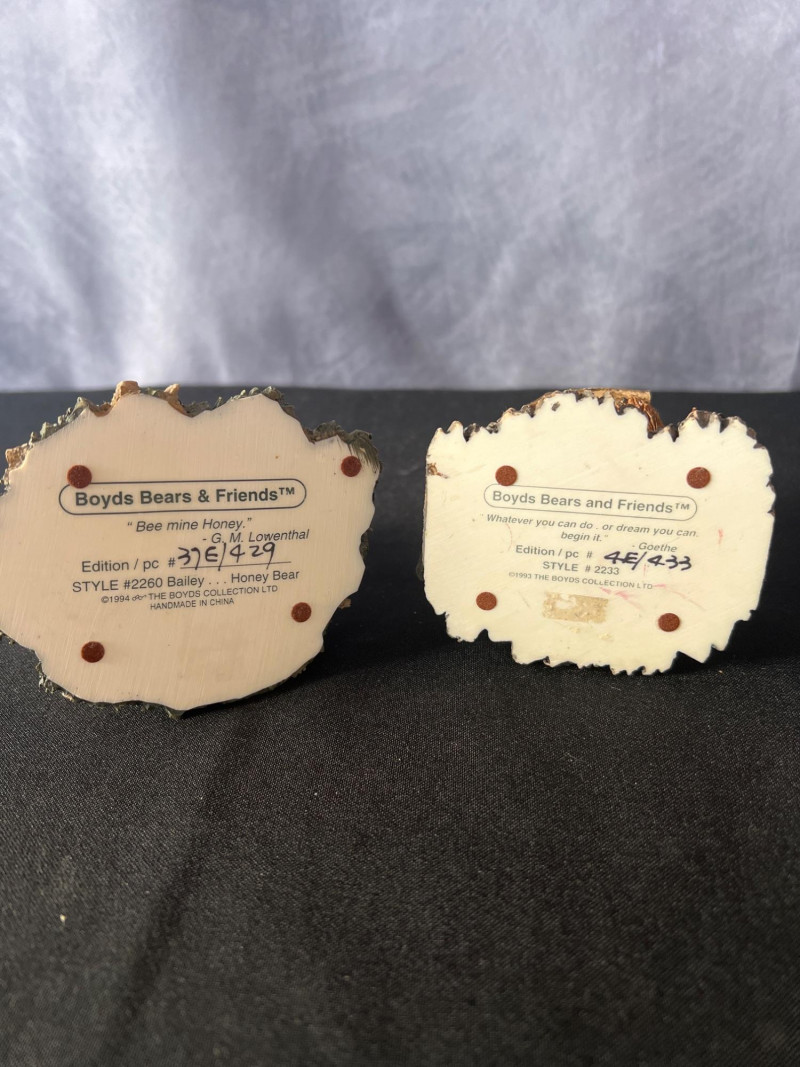 Boyds Bears & Friends™
"Bee mine Honey."
- G. M. Lowenthal
Edition / pc # 37E/429
STYLE #2260 Bailey . . . Honey Bear
©1994 THE BOYDS COLLECTION LTD
HANDMADE IN CHINA
Boyds Bears and Friends™
"Whatever you can do . or dream you can.
begin it."
- Goethe
Edition / pc # 4E/433
STYLE # 2233
©1993 THE BOYDS COLLECTION LTD